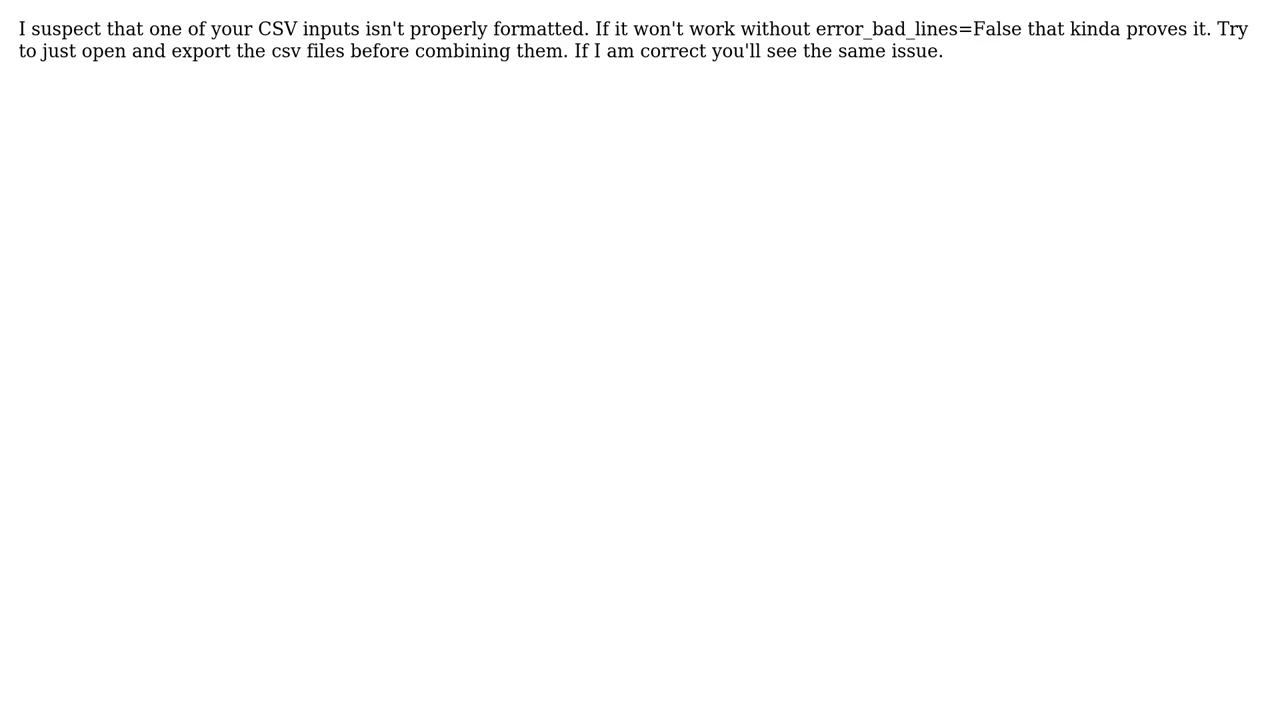 I suspect that one of your CSV inputs isn't properly formatted. If it won't work without error_bad_lines=False that kinda proves it. Try
to just open and export the csv files before combining them. If I am correct you'll see the same issue.